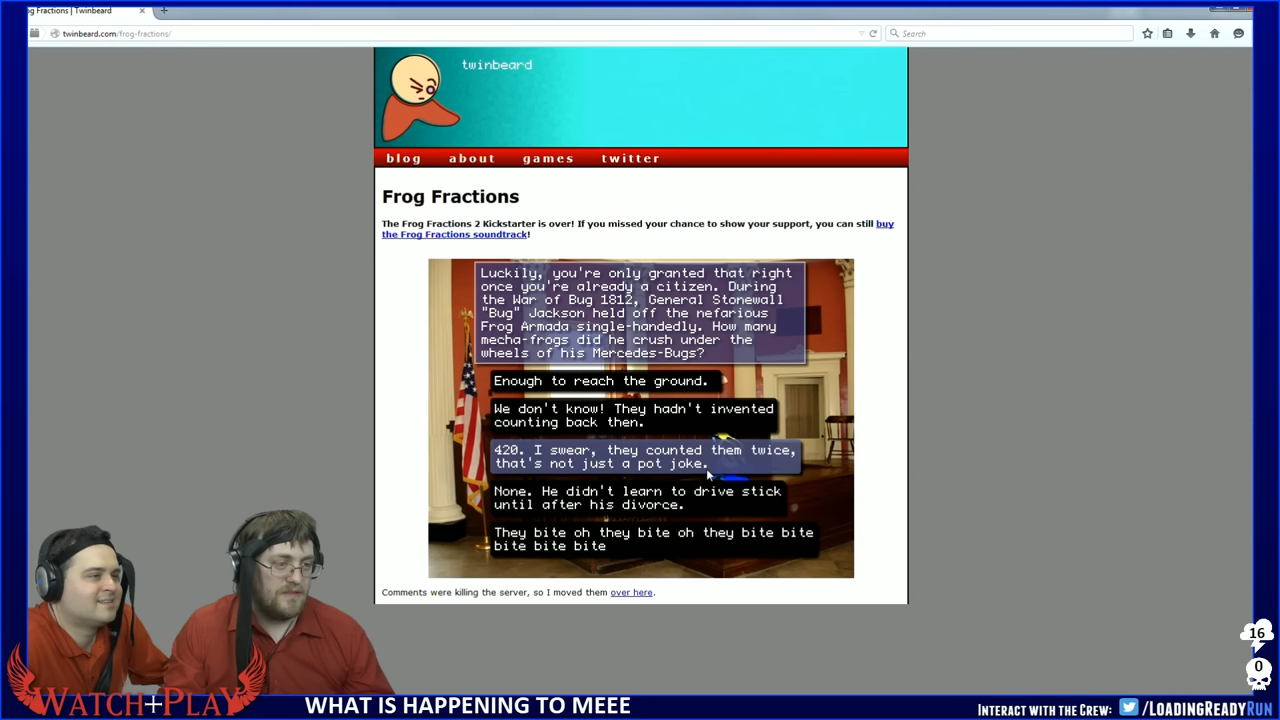 og Fractions | Twinbeard
twinbeard.com/frog-fractions/
Search
twinbeard
blog about games twitter
Frog Fractions
The Frog Fractions 2 Kickstarter is over! If you missed your chance to show your support, you can still buy
the Frog Fractions soundtrack!
Luckily, you're only granted that right
once you're already a citizen. During
the War of Bug 1812, General Stonewall
"Bug" Jackson held off the nefarious
Frog Armada single-handedly. How many
mecha-frogs did he crush under the
wheels of his Mercedes-Bugs?
Enough to reach the ground.
We don't know! They hadn't invented
counting back then.
420. I swear, they counted them twice,
that's not just a pot joke.
None. He didn't learn to drive stick
until after his divorce.
They bite oh they bite oh they bite bite
bite bite bite
Comments were killing the server, so I moved them over here.
16
0
WATCH+PLAY
WHAT IS HAPPENING TO MEEE
INTERACT WITH THE CREW: /LOADINGREADYRUN